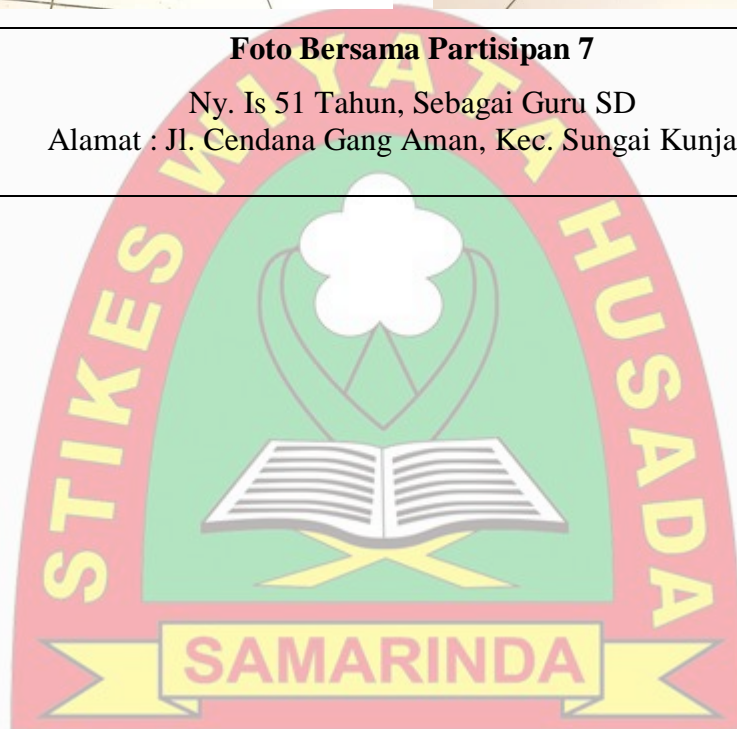 Foto Bersama Partisipan 7
Ny. Is 51 Tahun, Sebagai Guru SD
Alamat : Jl. Cendana Gang Aman, Kec. Sungai Kunja
STIKES WIYATA HUSADA
SAMARINDA